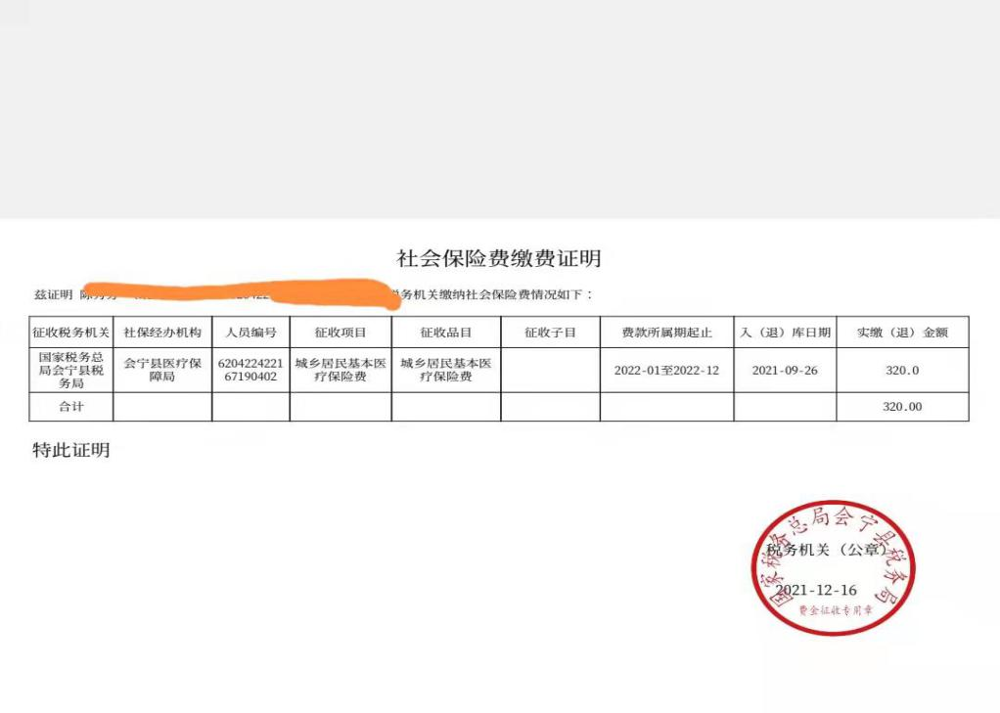 社会保险费缴费证明
兹证明 税务机关缴纳社会保险费情况如下：
征收税务机关 社保经办机构 人员编号 征收项目 征收品目 征收子目 费款所属期起止 入（退）库日期 实缴（退）金额
国家税务总局会宁县税务局 会宁县医疗保障局 620422422167190402 城乡居民基本医疗保险费 城乡居民基本医疗保险费 2022-01至2022-12 2021-09-26 320.0
合计 320.00
特此证明
国家税务总局会宁县税务局
税务机关（公章）
2021-12-16
费金征收专用章